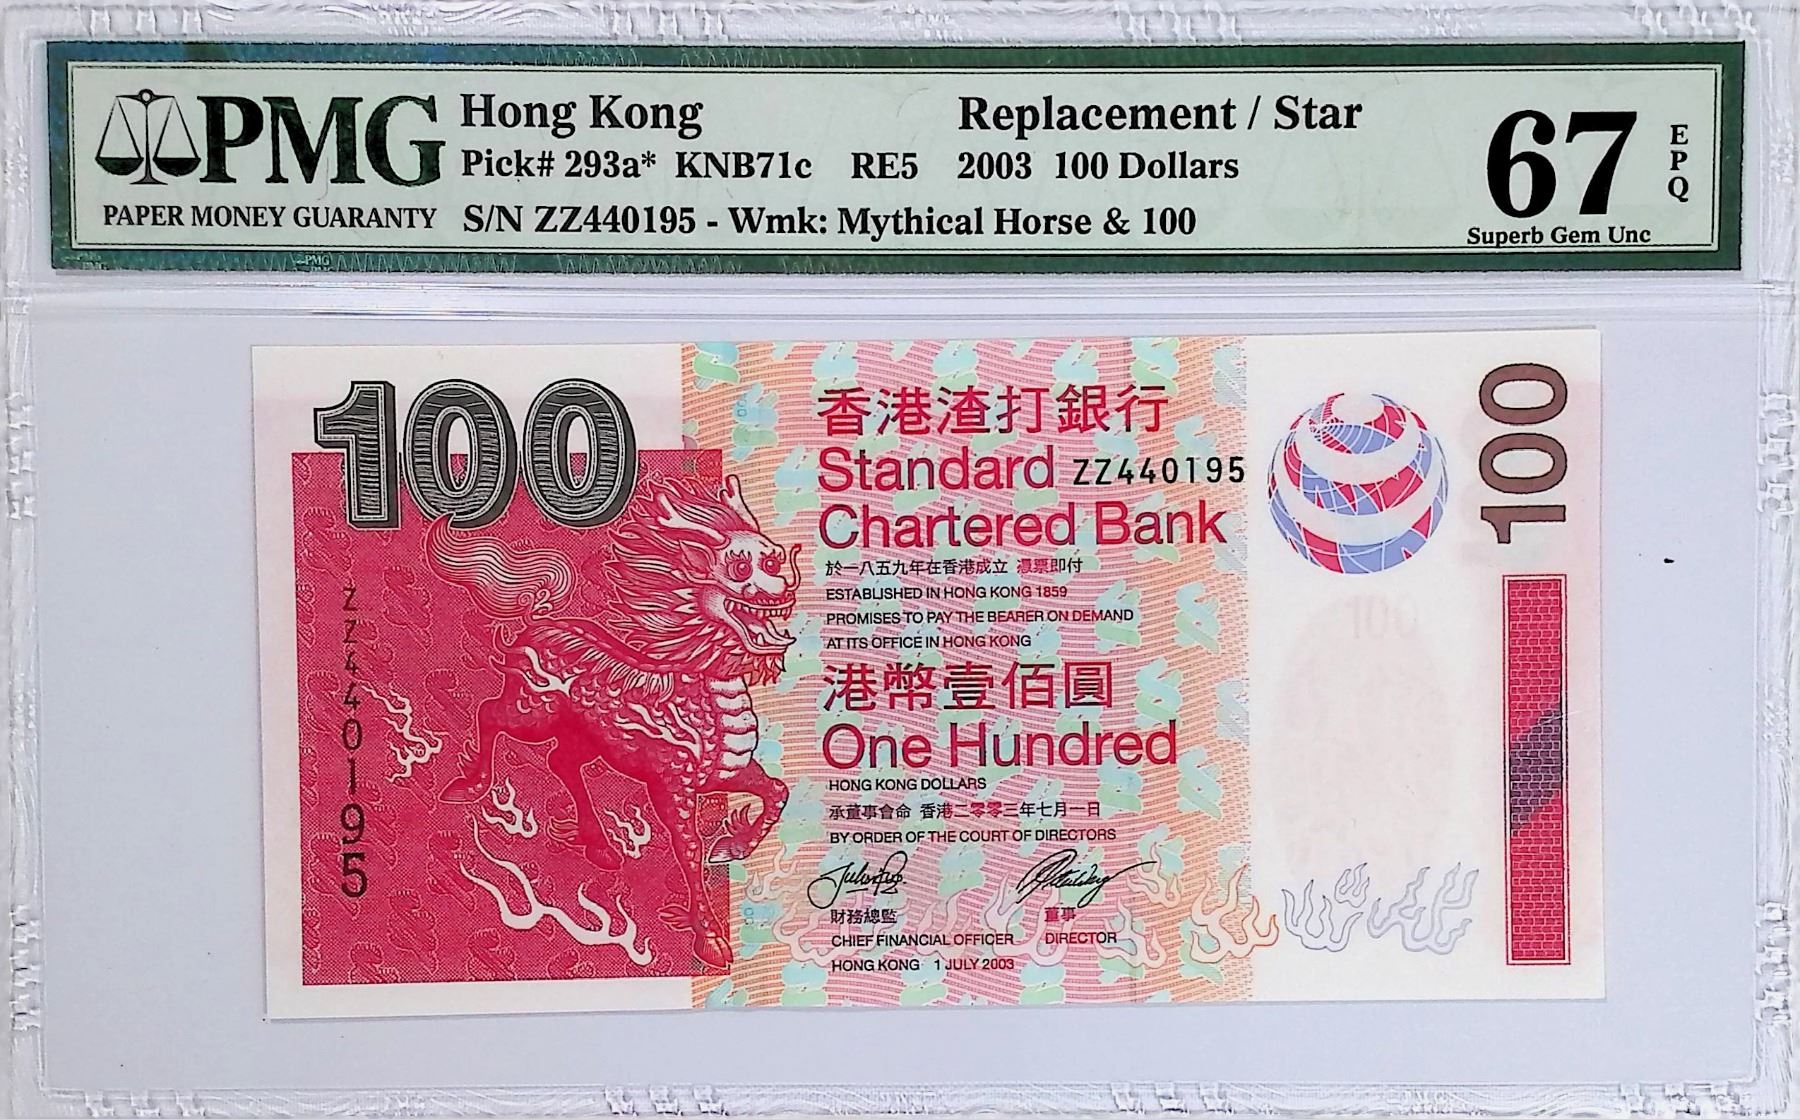 PMG
PAPER MONEY GUARANTY
Hong Kong Replacement / Star
Pick# 293a* KNB71c RE5 2003 100 Dollars
S/N ZZ440195 - Wmk: Mythical Horse & 100
67
EPQ
Superb Gem Unc
PMG
100
香港渣打銀行
Standard
ZZ440195
Chartered Bank
於一八五九年在香港成立 憑票即付
ESTABLISHED IN HONG KONG 1859
PROMISES TO PAY THE BEARER ON DEMAND
AT ITS OFFICE IN HONG KONG
港幣壹佰圓
One Hundred
HONG KONG DOLLARS
承董事會命 香港二零零三年七月一日
BY ORDER OF THE COURT OF DIRECTORS
財務總監 董事
CHIEF FINANCIAL OFFICER DIRECTOR
HONG KONG 1 JULY 2003
ZZ440195
100